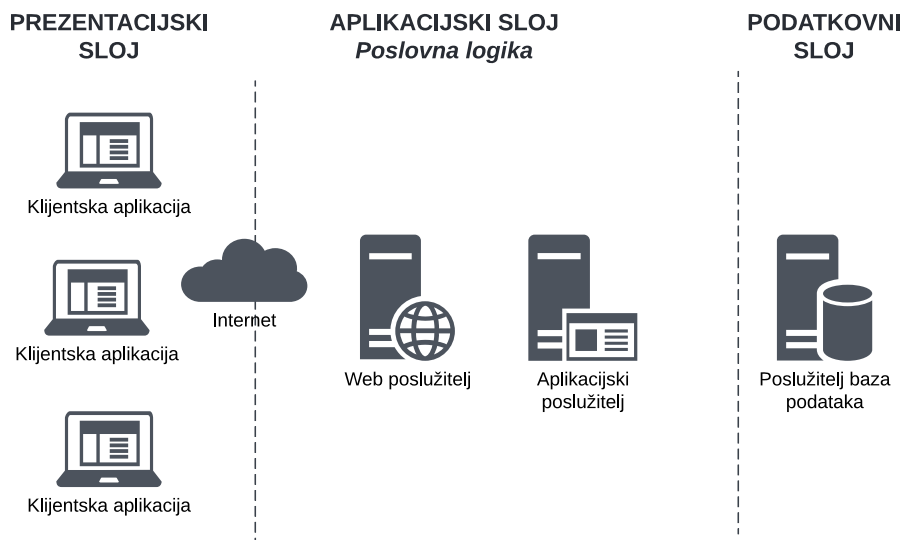 PREZENTACIJSKI
SLOJ
APLIKACIJSKI SLOJ
Poslovna logika
PODATKOVNI
SLOJ
Klijentska aplikacija
Klijentska aplikacija
Klijentska aplikacija
Internet
Web poslužitelj
Aplikacijski
poslužitelj
Poslužitelj baza
podataka